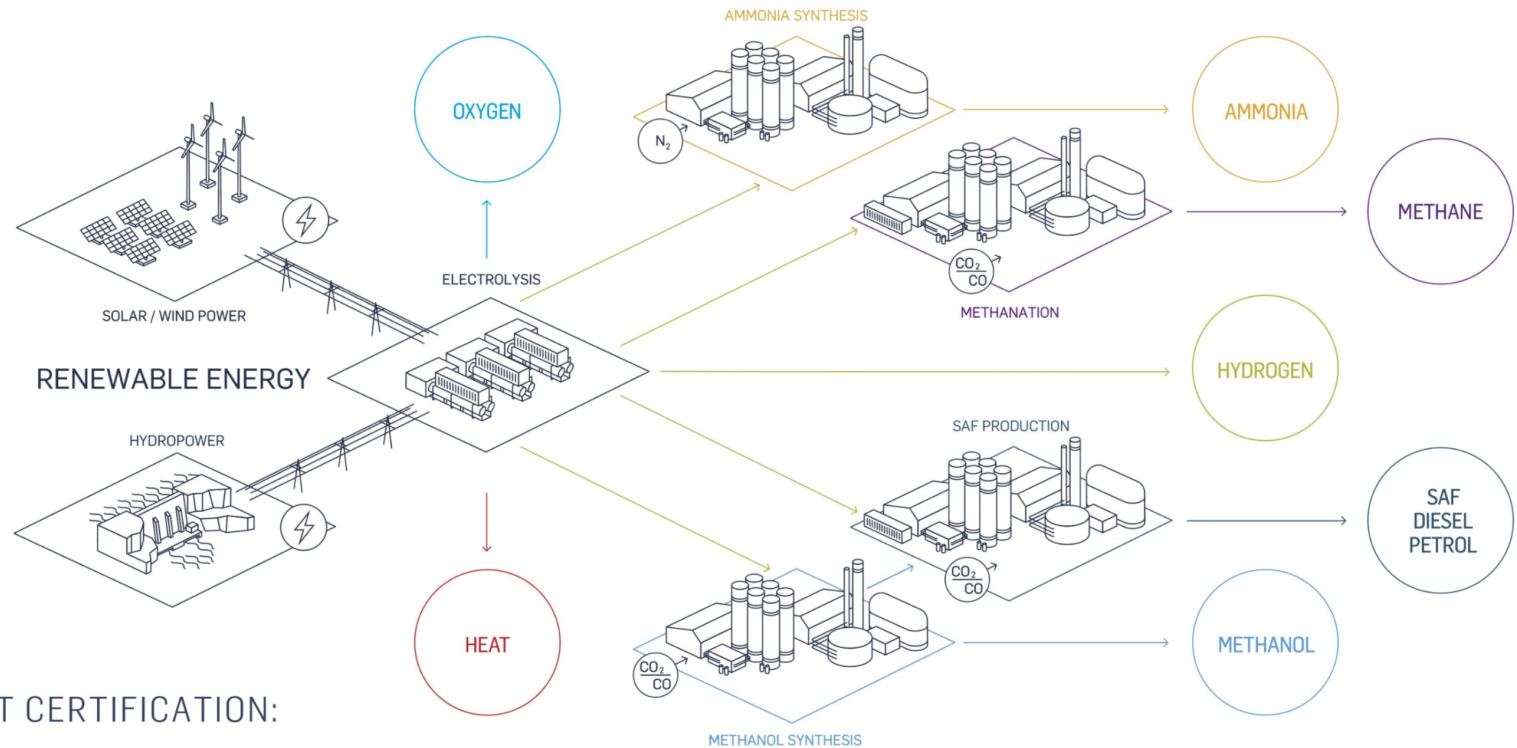 AMMONIA SYNTHESIS
OXYGEN
N₂
AMMONIA
METHANE
CO₂
CO
METHANATION
SOLAR / WIND POWER
ELECTROLYSIS
RENEWABLE ENERGY
HYDROGEN
HYDROPOWER
SAF PRODUCTION
SAF
DIESEL
PETROL
CO₂
CO
HEAT
CO₂
CO
METHANOL
METHANOL SYNTHESIS
T CERTIFICATION: